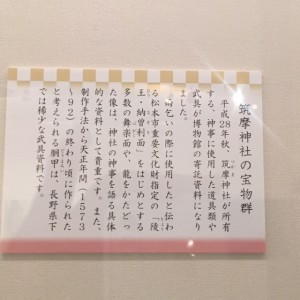 筑摩神社の宝物群
平成28年秋、筑摩神社が所有
する、神事に使用した道具類や
武具が博物館の寄託資料になり
ました。
雨乞いの際に使用したと伝わ
る松本市重要文化財指定の「陵
王・納曽利面」をはじめとする
多数の舞楽面や、龍をかたどっ
た像は、神社の神事を語る具体
的な資料として貴重です。また、
制作手法から天正年間(1573
～92)の終わり頃に作られた
と考えられる胴甲は、長野県下
では稀少な武具資料です。